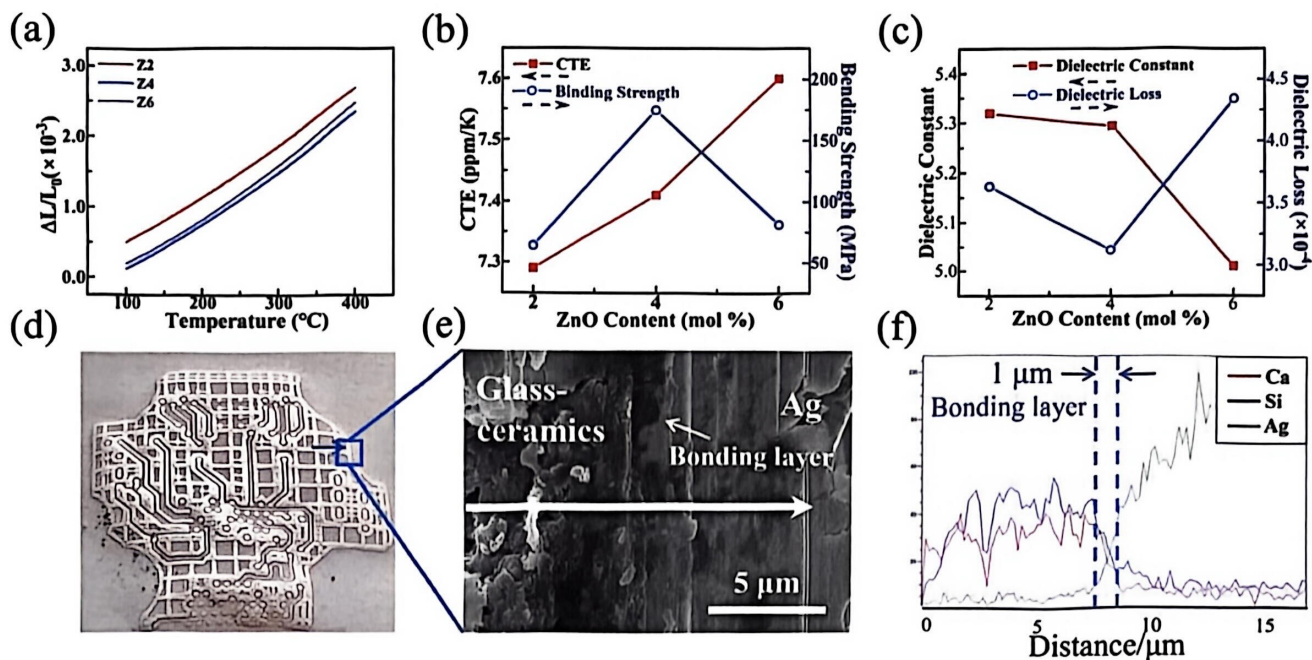 (a)
3.0
2.0
1.0
0.0
Z2
Z4
Z6
ΔL/L₀(×10⁻³)
100
200
300
400
Temperature (°C)
(b)
CTE
Binding Strength
7.6
7.5
7.4
7.3
CTE (ppm/K)
200
150
100
50
Bending Strength (MPa)
2
4
6
ZnO Content (mol %)
(c)
Dielectric Constant
Dielectric Loss
5.4
5.3
5.2
5.1
5.0
Dielectric Constant
4.5
4.0
3.5
3.0
Dielectric Loss (×10⁻⁴)
2
4
6
ZnO Content (mol %)
(d)
(e)
Glass-
ceramics
Ag
Bonding layer
5 μm
(f)
1 μm
Bonding layer
Ca
Si
Ag
0
5
10
15
Distance/μm